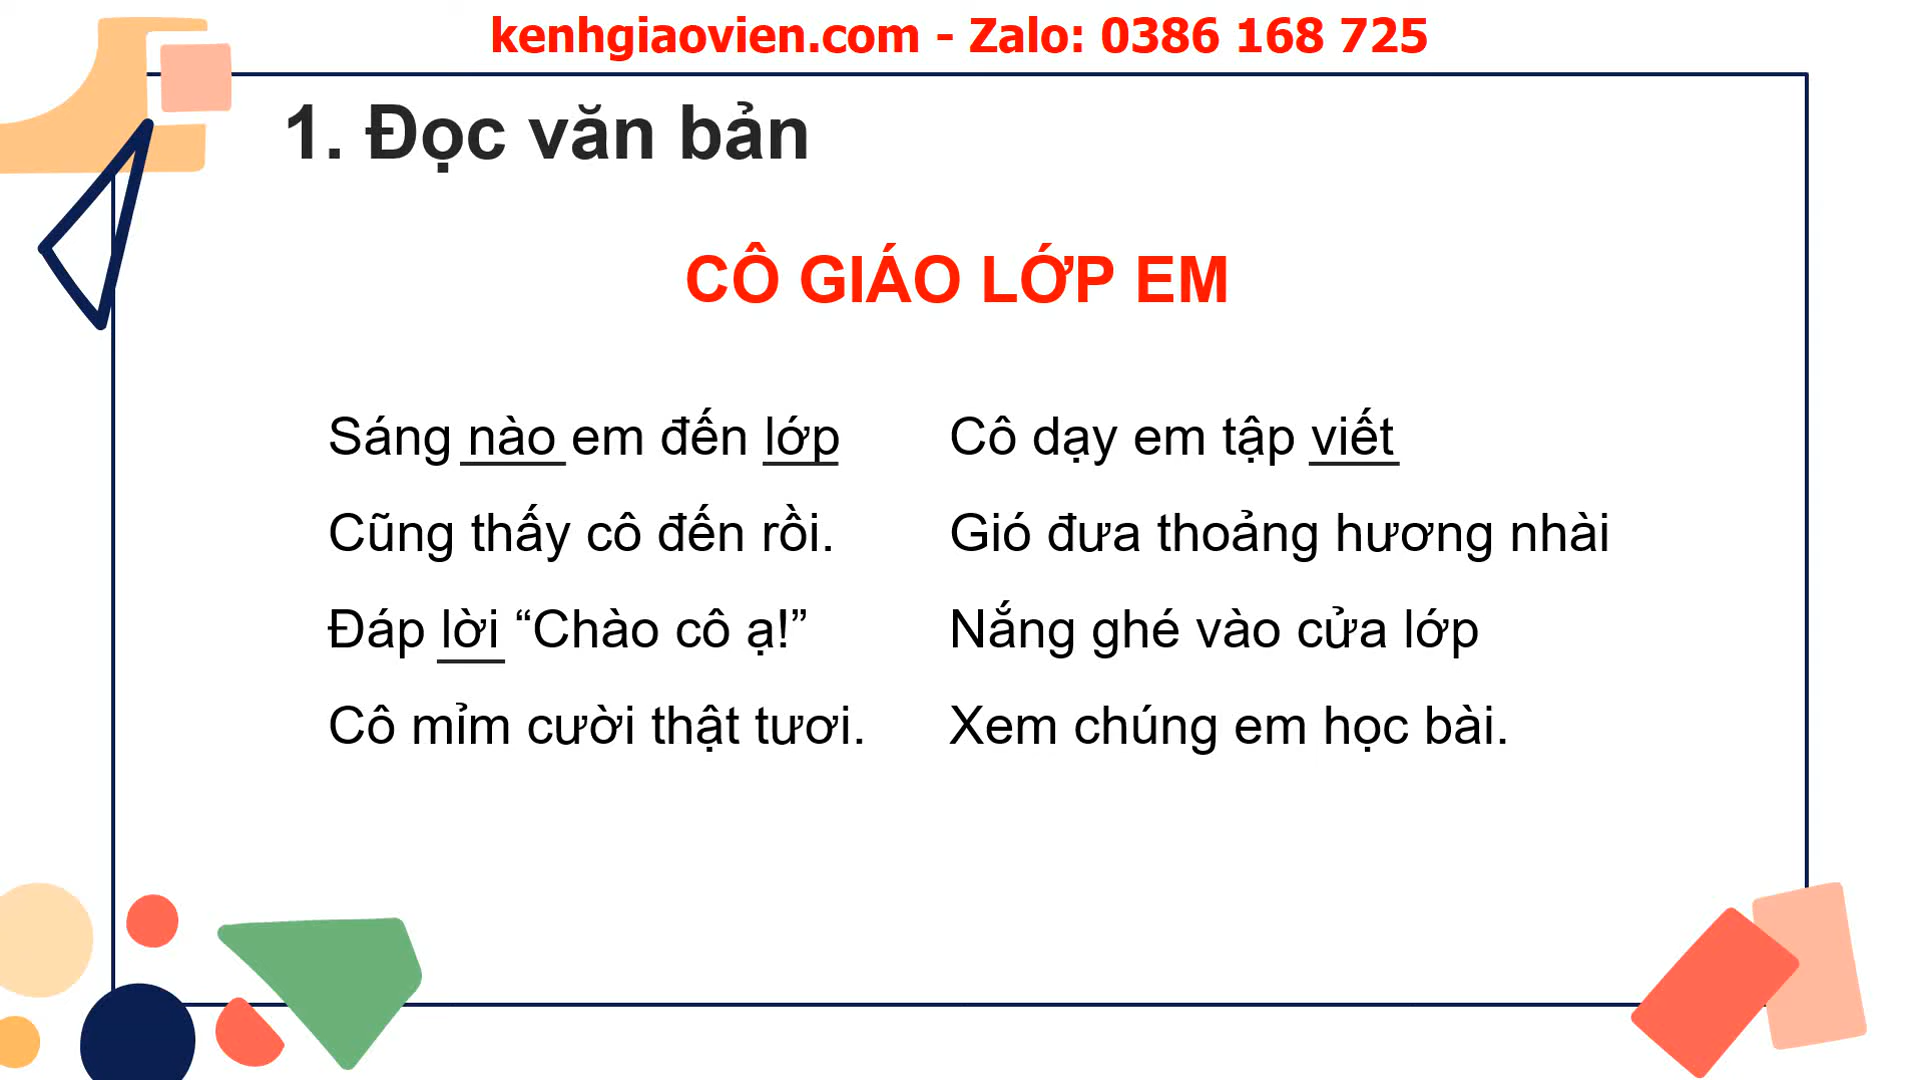 kenhgiaovien.com - Zalo: 0386 168 725
1. Đọc văn bản
CÔ GIÁO LỚP EM
Sáng nào em đến lớp
Cũng thấy cô đến rồi.
Đáp lời “Chào cô ạ!”
Cô mỉm cười thật tươi.
Cô dạy em tập viết
Gió đưa thoảng hương nhài
Nắng ghé vào cửa lớp
Xem chúng em học bài.